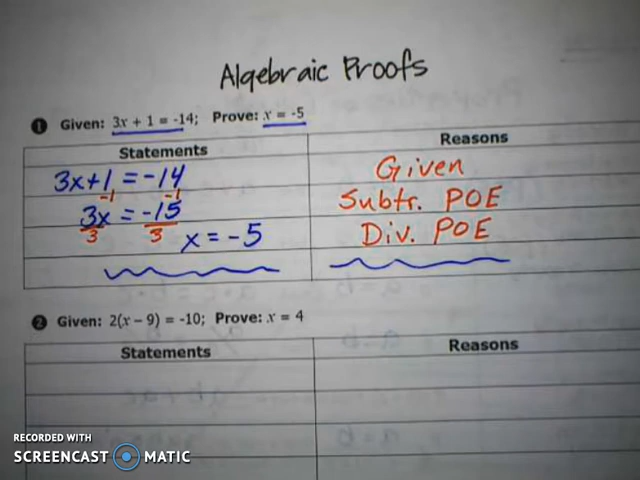 Algebraic Proofs
1 Given: 3x + 1 = -14; Prove: x = -5
Statements Reasons
3x+1 = -14 Given
-1 -1
3x = -15 Subtr. POE
3 3 x = -5 Div. POE
2 Given: 2(x – 9) = -10; Prove: x = 4
Statements Reasons
RECORDED WITH
SCREENCAST MATIC